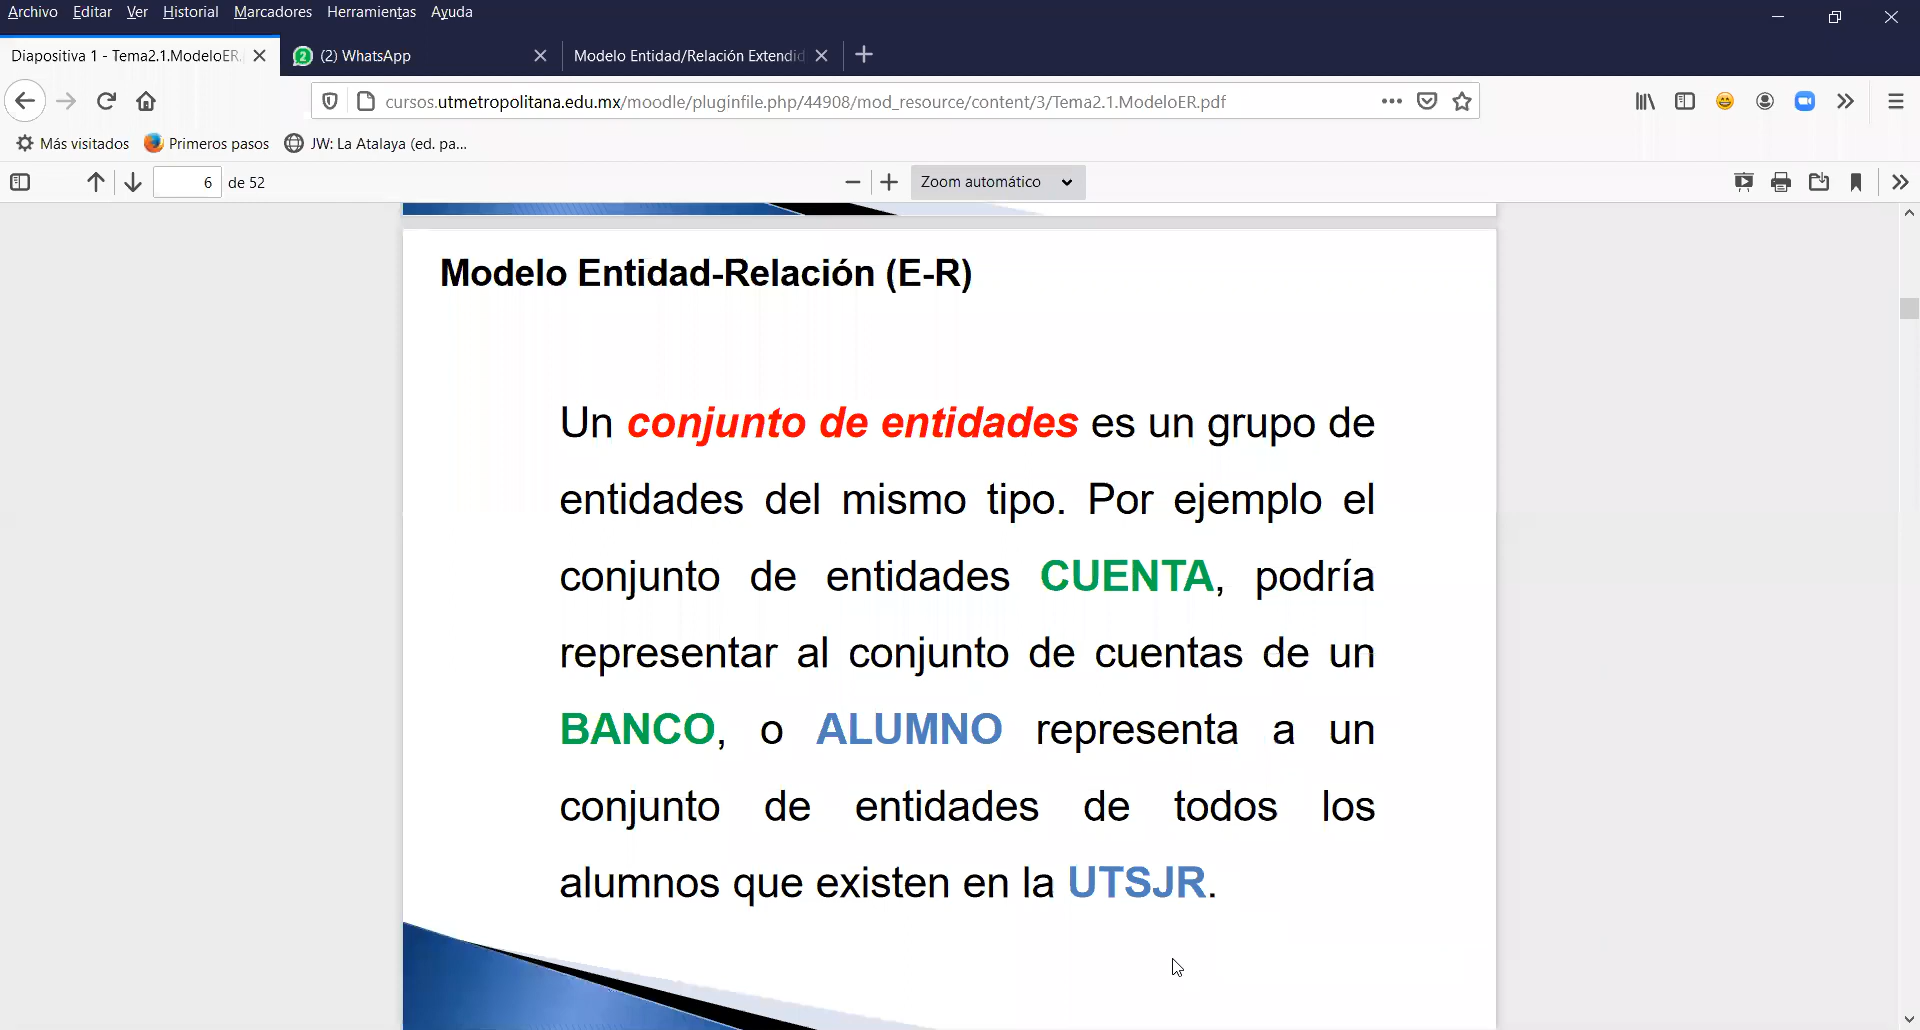 Archivo Editar Ver Historial Marcadores Herramientas Ayuda
Diapositiva 1 - Tema2.1.ModeloER. (2) WhatsApp Modelo Entidad/Relación Extendid
cursos.utmetropolitana.edu.mx/moodle/pluginfile.php/44908/mod_resource/content/3/Tema2.1.ModeloER.pdf
Más visitados Primeros pasos JW: La Atalaya (ed. pa...
6 de 52 Zoom automático
Modelo Entidad-Relación (E-R)
Un conjunto de entidades es un grupo de
entidades del mismo tipo. Por ejemplo el
conjunto de entidades CUENTA, podría
representar al conjunto de cuentas de un
BANCO, o ALUMNO representa a un
conjunto de entidades de todos los
alumnos que existen en la UTSJR.